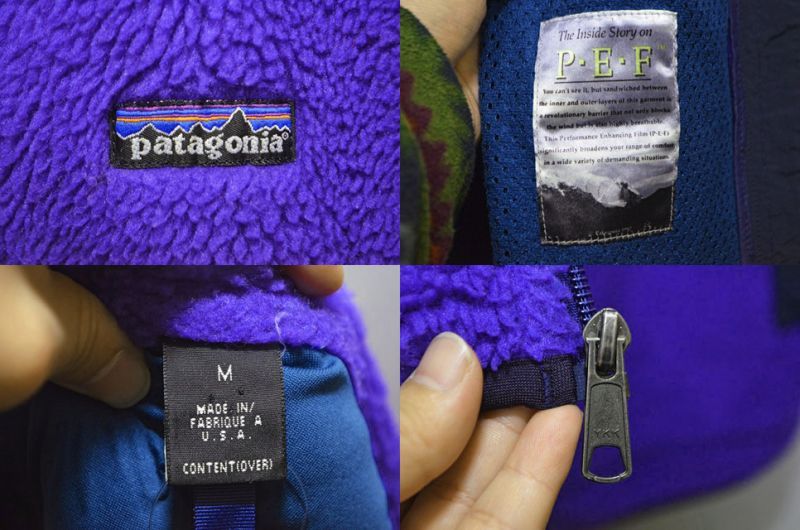 patagonia®
The Inside Story on
P·E·F™
You can't see it, but sandwiched between
the inner and outer layers of this garment is
a revolutionary barrier that not only blocks
the wind but is also highly breathable.
This Performance Enhancing Film (P·E·F)
significantly broadens your range of comfort
in a wide variety of demanding situations.
M
MADE IN/
FABRIQUE A
U.S.A.
CONTENT(OVER)
YKK